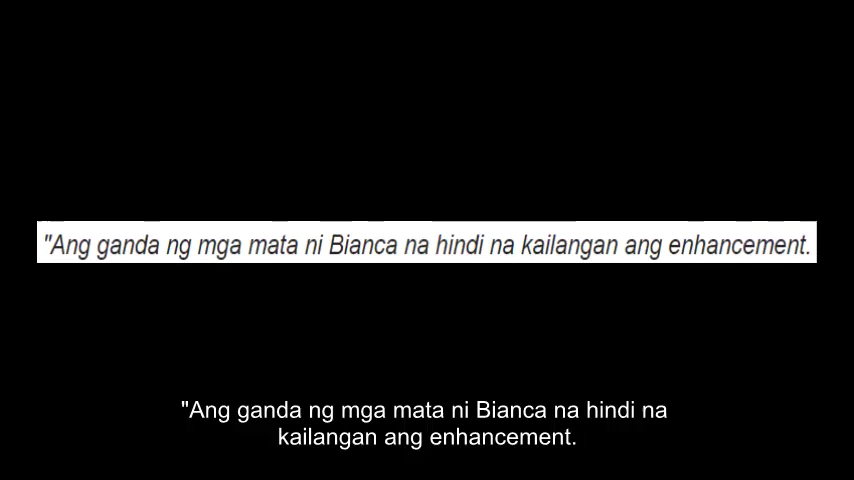 "Ang ganda ng mga mata ni Bianca na hindi na kailangan ang enhancement.
"Ang ganda ng mga mata ni Bianca na hindi na
kailangan ang enhancement.